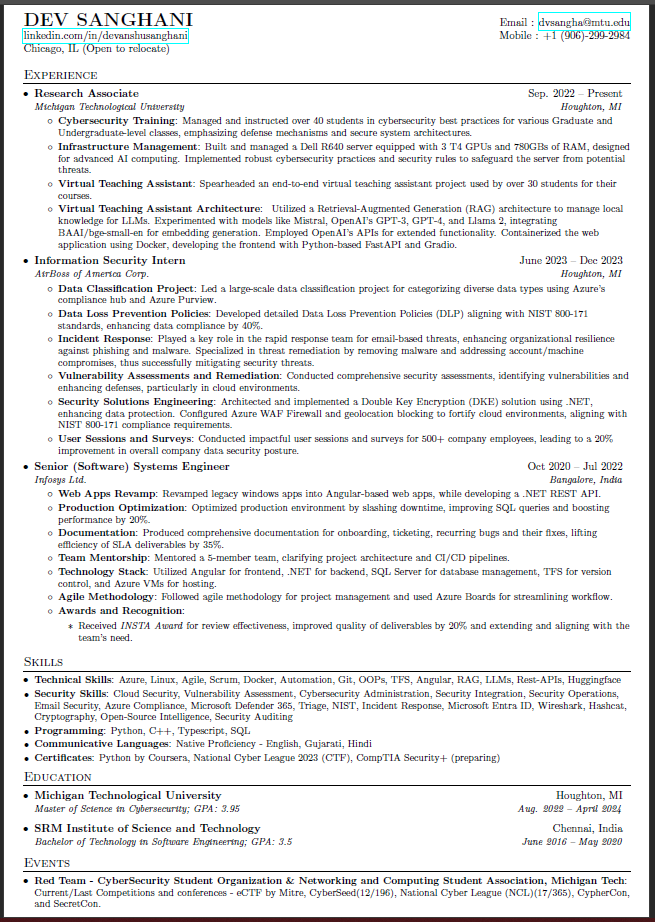 DEV SANGHANI
Email : dvsangha@mtu.edu
linkedin.com/in/devanshusanghani
Mobile : +1 (906)-299-2984
Chicago, IL (Open to relocate)
EXPERIENCE
• Research Associate Sep. 2022 – Present
Michigan Technological University Houghton, MI
◦ Cybersecurity Training: Managed and instructed over 40 students in cybersecurity best practices for various Graduate and
Undergraduate-level classes, emphasizing defense mechanisms and secure system architectures.
◦ Infrastructure Management: Built and managed a Dell R640 server equipped with 3 T4 GPUs and 780GBs of RAM, designed
for advanced AI computing. Implemented robust cybersecurity practices and security rules to safeguard the server from potential
threats.
◦ Virtual Teaching Assistant: Spearheaded an end-to-end virtual teaching assistant project used by over 30 students for their
courses.
◦ Virtual Teaching Assistant Architecture: Utilized a Retrieval-Augmented Generation (RAG) architecture to manage local
knowledge for LLMs. Experimented with models like Mistral, OpenAI's GPT-3, GPT-4, and Llama 2, integrating
BAAI/bge-small-en for embedding generation. Employed OpenAI's APIs for extended functionality. Containerized the web
application using Docker, developing the frontend with Python-based FastAPI and Gradio.
• Information Security Intern June 2023 – Dec 2023
AirBoss of America Corp. Houghton, MI
◦ Data Classification Project: Led a large-scale data classification project for categorizing diverse data types using Azure's
compliance hub and Azure Purview.
◦ Data Loss Prevention Policies: Developed detailed Data Loss Prevention Policies (DLP) aligning with NIST 800-171
standards, enhancing data compliance by 40%.
◦ Incident Response: Played a key role in the rapid response team for email-based threats, enhancing organizational resilience
against phishing and malware. Specialized in threat remediation by removing malware and addressing account/machine
compromises, thus successfully mitigating security threats.
◦ Vulnerability Assessments and Remediation: Conducted comprehensive security assessments, identifying vulnerabilities and
enhancing defenses, particularly in cloud environments.
◦ Security Solutions Engineering: Architected and implemented a Double Key Encryption (DKE) solution using .NET,
enhancing data protection. Configured Azure WAF Firewall and geolocation blocking to fortify cloud environments, aligning with
NIST 800-171 compliance requirements.
◦ User Sessions and Surveys: Conducted impactful user sessions and surveys for 500+ company employees, leading to a 20%
improvement in overall company data security posture.
• Senior (Software) Systems Engineer Oct 2020 – Jul 2022
Infosys Ltd. Bangalore, India
◦ Web Apps Revamp: Revamped legacy windows apps into Angular-based web apps, while developing a .NET REST API.
◦ Production Optimization: Optimized production environment by slashing downtime, improving SQL queries and boosting
performance by 20%.
◦ Documentation: Produced comprehensive documentation for onboarding, ticketing, recurring bugs and their fixes, lifting
efficiency of SLA deliverables by 35%.
◦ Team Mentorship: Mentored a 5-member team, clarifying project architecture and CI/CD pipelines.
◦ Technology Stack: Utilized Angular for frontend, .NET for backend, SQL Server for database management, TFS for version
control, and Azure VMs for hosting.
◦ Agile Methodology: Followed agile methodology for project management and used Azure Boards for streamlining workflow.
◦ Awards and Recognition:
∗ Received INSTA Award for review effectiveness, improved quality of deliverables by 20% and extending and aligning with the
team's need.
SKILLS
• Technical Skills: Azure, Linux, Agile, Scrum, Docker, Automation, Git, OOPs, TFS, Angular, RAG, LLMs, Rest-APIs, Huggingface
• Security Skills: Cloud Security, Vulnerability Assessment, Cybersecurity Administration, Security Integration, Security Operations,
Email Security, Azure Compliance, Microsoft Defender 365, Triage, NIST, Incident Response, Microsoft Entra ID, Wireshark, Hashcat,
Cryptography, Open-Source Intelligence, Security Auditing
• Programming: Python, C++, Typescript, SQL
• Communicative Languages: Native Proficiency - English, Gujarati, Hindi
• Certificates: Python by Coursera, National Cyber League 2023 (CTF), CompTIA Security+ (preparing)
EDUCATION
• Michigan Technological University Houghton, MI
Master of Science in Cybersecurity; GPA: 3.95 Aug. 2022 – April 2024
• SRM Institute of Science and Technology Chennai, India
Bachelor of Technology in Software Engineering; GPA: 3.5 June 2016 – May 2020
EVENTS
• Red Team - CyberSecurity Student Organization & Networking and Computing Student Association, Michigan Tech:
Current/Last Competitions and conferences - eCTF by Mitre, CyberSeed(12/196), National Cyber League (NCL)(17/365), CypherCon,
and SecretCon.